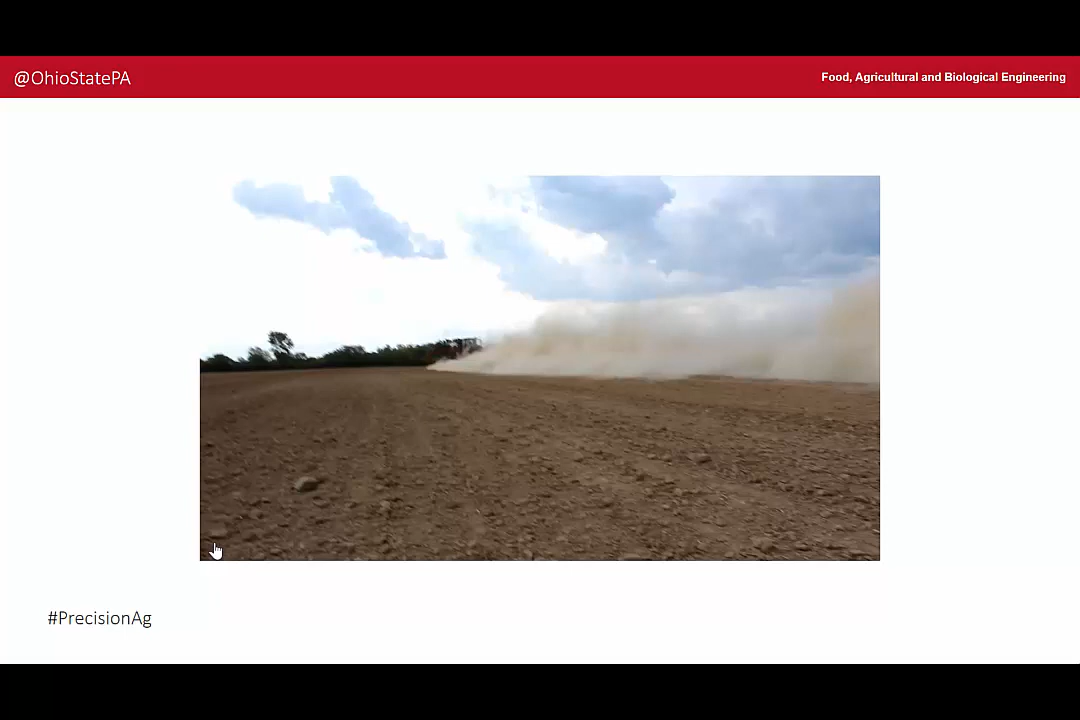 @OhioStatePA
Food, Agricultural and Biological Engineering
#PrecisionAg